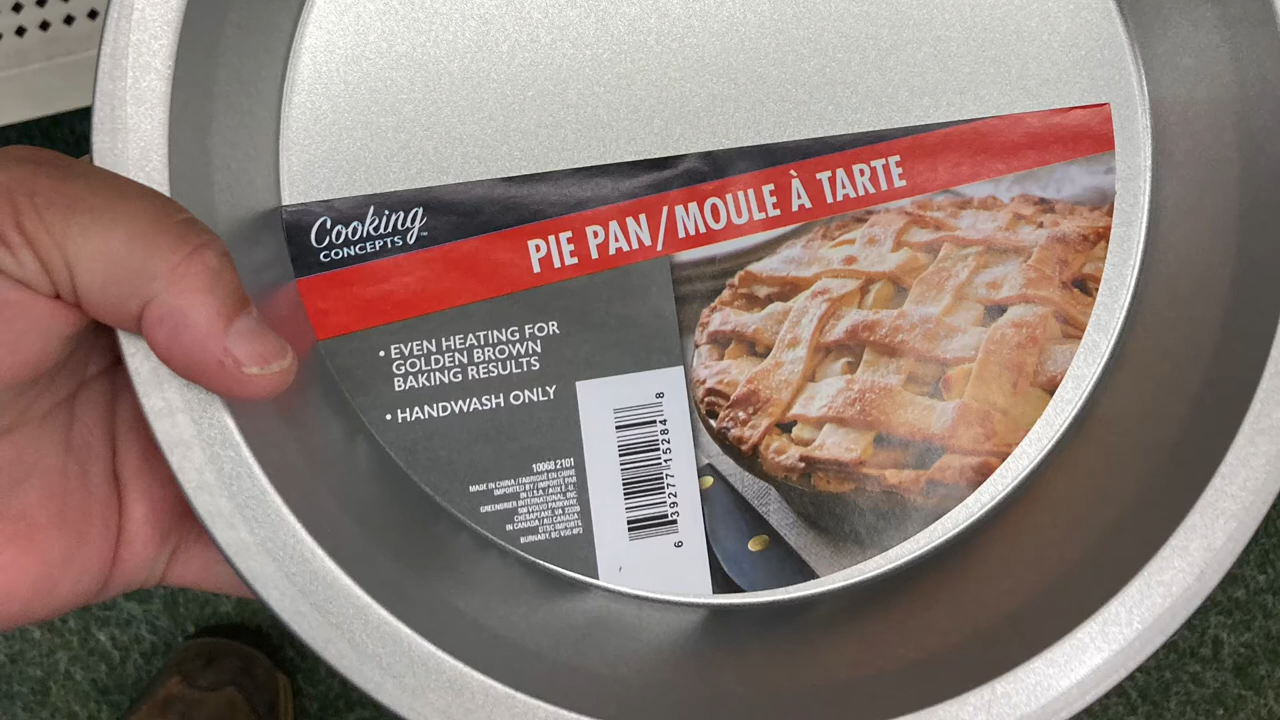 Cooking
CONCEPTS™
PIE PAN/MOULE À TARTE
• EVEN HEATING FOR
GOLDEN BROWN
BAKING RESULTS
• HANDWASH ONLY
10068 2101
MADE IN CHINA / FABRIQUÉ EN CHINE
IMPORTED BY / IMPORTÉ PAR
IN U.S.A. / AUX É.-U.:
GREENBRIER INTERNATIONAL, INC.
500 VOLVO PARKWAY,
CHESAPEAKE, VA 23320
IN CANADA / AU CANADA:
DTSC IMPORTS
BURNABY, BC V5G 4P3
6 39277 15284 8